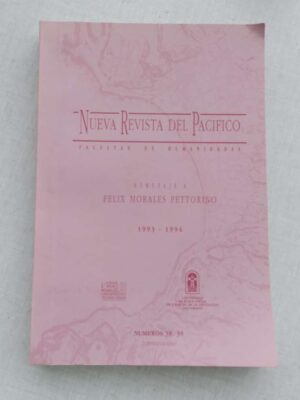 NUEVA REVISTA DEL PACIFICO
FACULTAD DE HUMANIDADES
HOMENAJE A
FELIX MORALES PETTORINO
1993 - 1994
NUMEROS 38 - 39